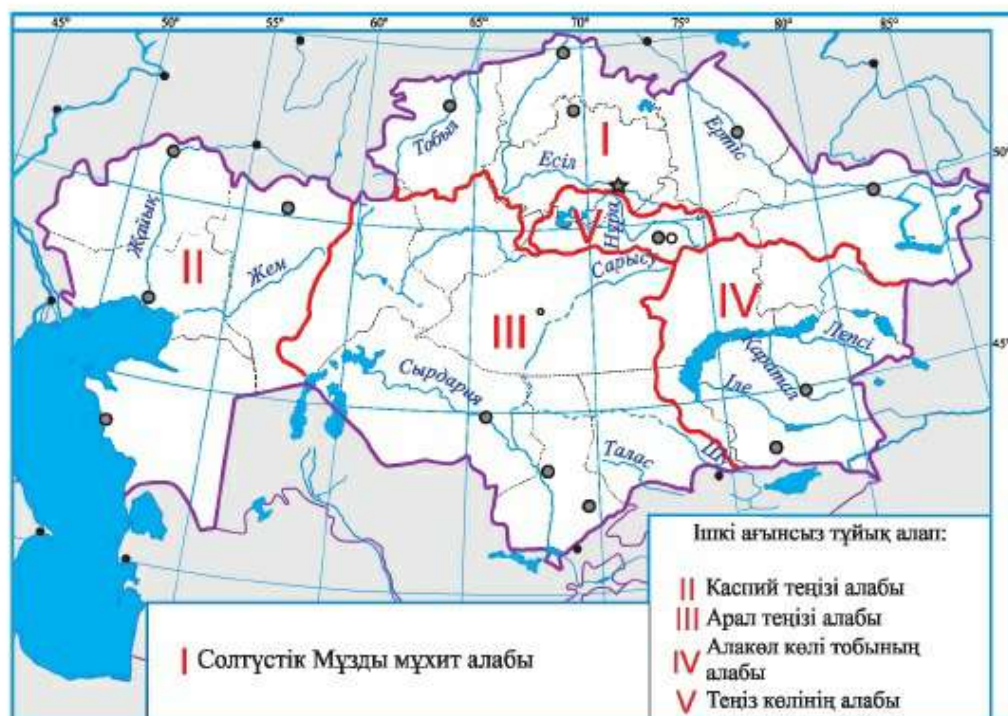 45° 50° 55° 60° 65° 70° 75° 80° 85°
Тобыл
Ертіс
Есіл
I
50°
Жайық
V
Нұра
Сарысу
II
Жем
IV
III
Лепсі
45°
Қаратал
Іле
Сырдария
Талас
Шу
Ішкі ағынсыз тұйық алап:
II Каспий теңізі алабы
III Арал теңізі алабы
IV Алакөл көлі тобының
алабы
V Теңіз көлінің алабы
I Солтүстік Мұзды мұхит алабы